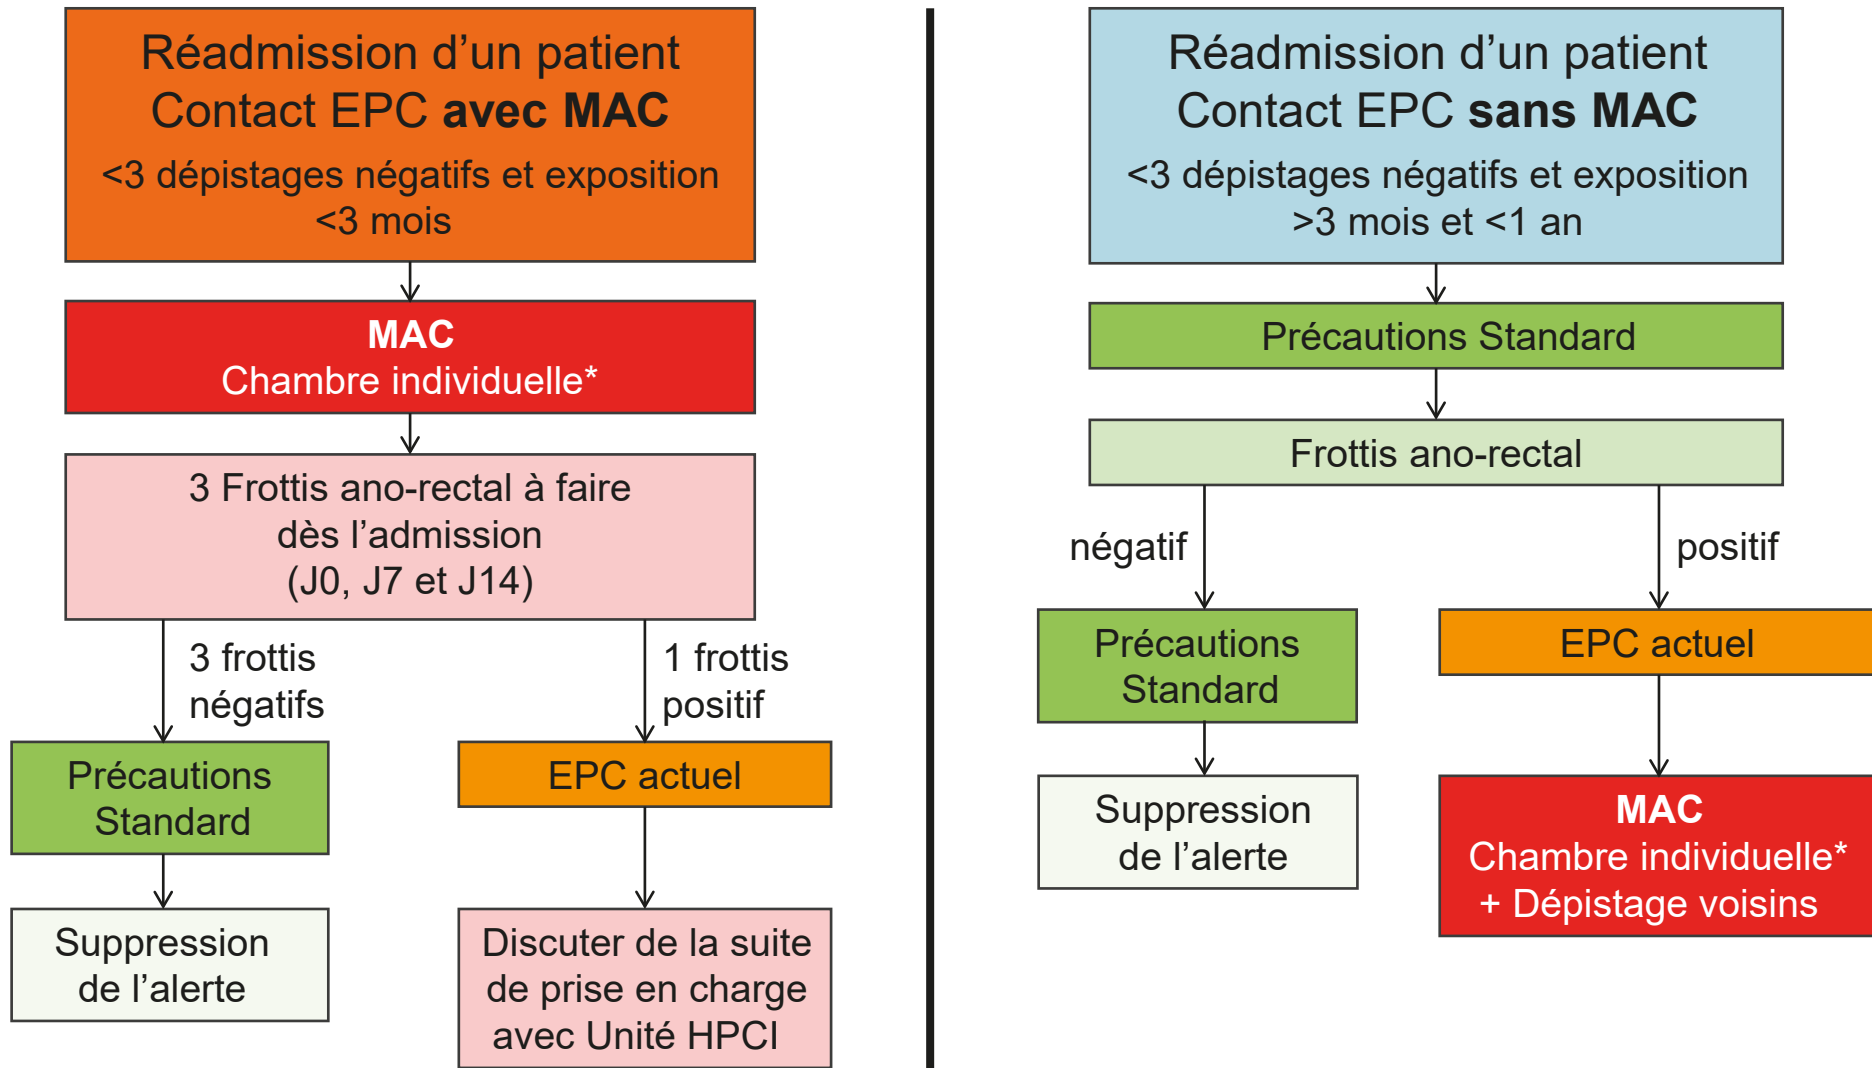 Réadmission d’un patient
Contact EPC avec MAC
<3 dépistages négatifs et exposition
<3 mois
MAC
Chambre individuelle*
3 Frottis ano-rectal à faire
dès l’admission
(J0, J7 et J14)
3 frottis
négatifs
1 frottis
positif
Précautions
Standard
EPC actuel
Suppression
de l’alerte
Discuter de la suite
de prise en charge
avec Unité HPCI
Réadmission d’un patient
Contact EPC sans MAC
<3 dépistages négatifs et exposition
>3 mois et <1 an
Précautions Standard
Frottis ano-rectal
négatif
positif
Précautions
Standard
EPC actuel
Suppression
de l’alerte
MAC
Chambre individuelle*
+ Dépistage voisins